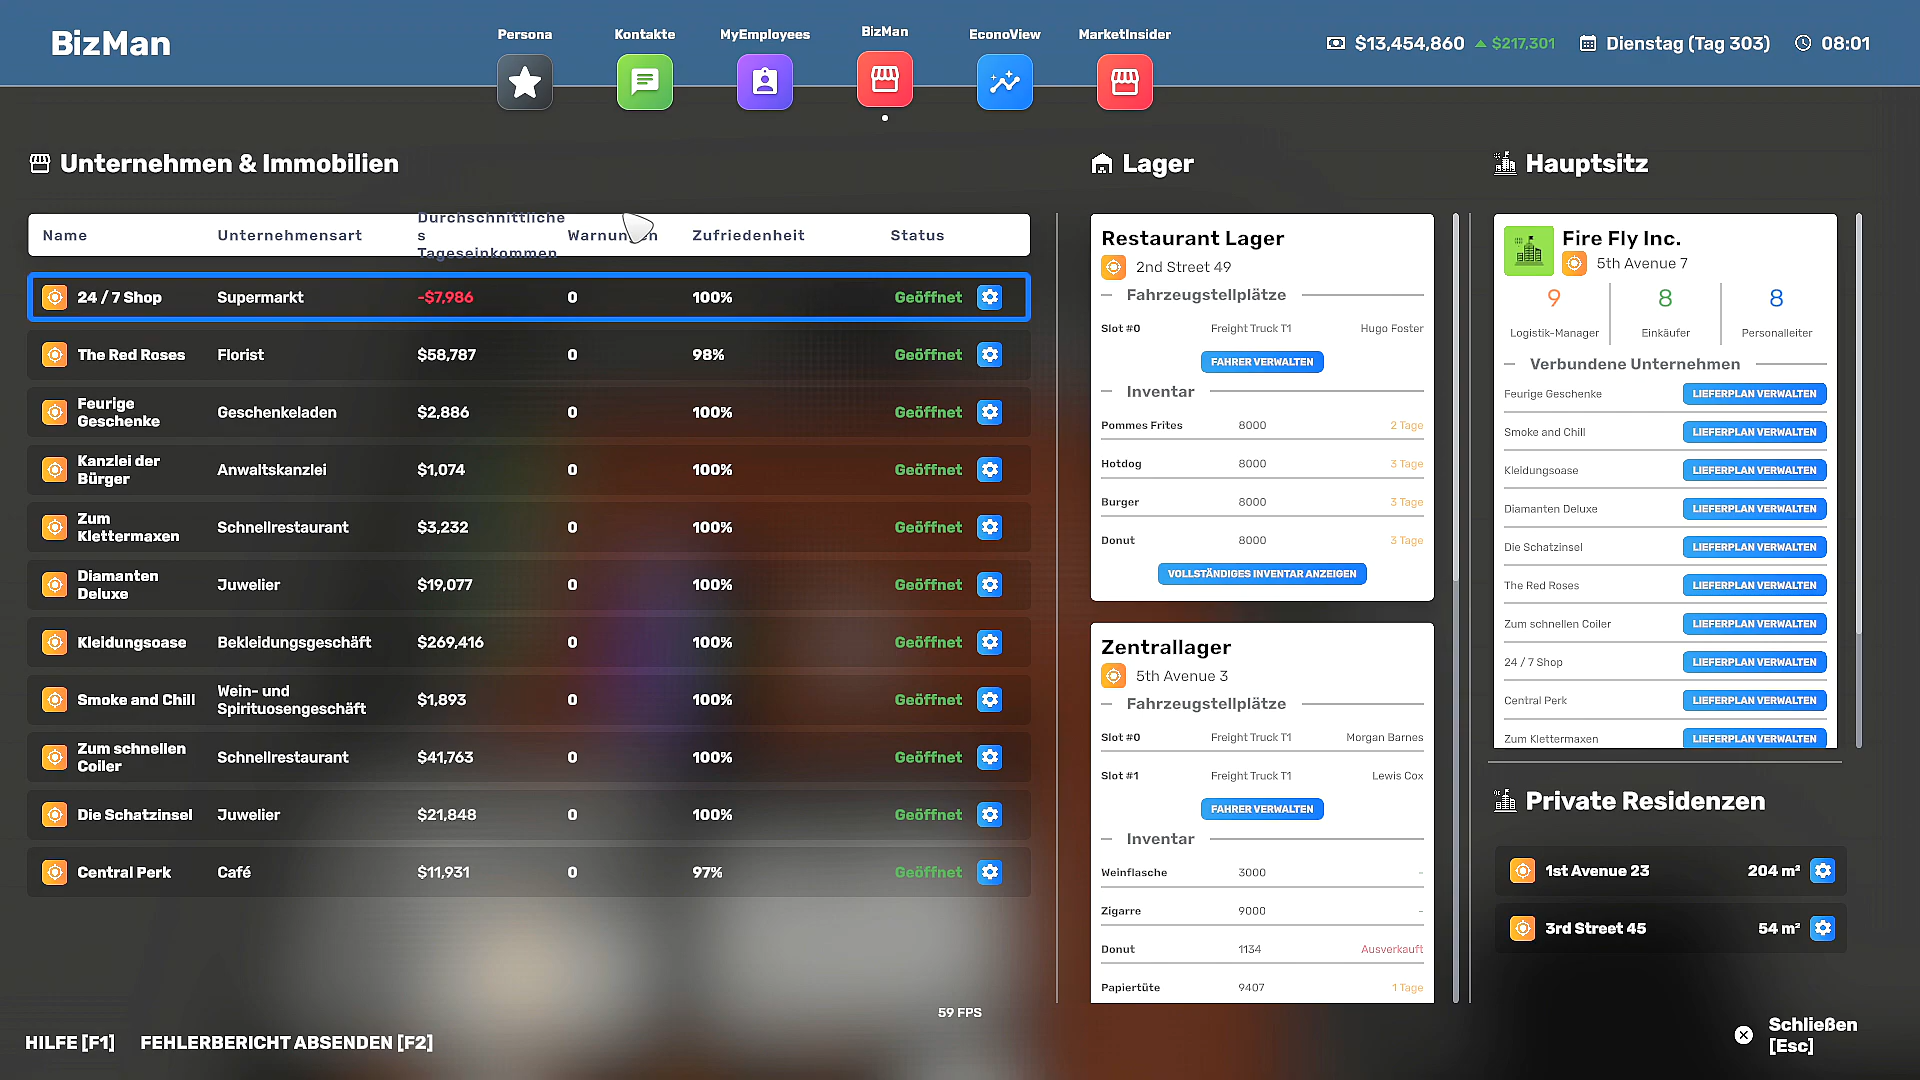 BizMan
Persona
Kontakte
MyEmployees
BizMan
EconoView
MarketInsider
$13,454,860 $217,301 Dienstag (Tag 303) 08:01
Unternehmen & Immobilien
Name Unternehmensart Durchschnittliche
s
Tageseinkommen Warnungen Zufriedenheit Status
24 / 7 Shop Supermarkt -$7,986 0 100% Geöffnet
The Red Roses Florist $58,787 0 98% Geöffnet
Feurige
Geschenke Geschenkeladen $2,886 0 100% Geöffnet
Kanzlei der
Bürger Anwaltskanzlei $1,074 0 100% Geöffnet
Zum
Klettermaxen Schnellrestaurant $3,232 0 100% Geöffnet
Diamanten
Deluxe Juwelier $19,077 0 100% Geöffnet
Kleidungsoase Bekleidungsgeschäft $269,416 0 100% Geöffnet
Smoke and Chill Wein- und
Spirituosengeschäft $1,893 0 100% Geöffnet
Zum schnellen
Coiler Schnellrestaurant $41,763 0 100% Geöffnet
Die Schatzinsel Juwelier $21,848 0 100% Geöffnet
Central Perk Café $11,931 0 97% Geöffnet
Lager
Restaurant Lager
2nd Street 49
Fahrzeugstellplätze
Slot #0 Freight Truck T1 Hugo Foster
FAHRER VERWALTEN
Inventar
Pommes Frites 8000 2 Tage
Hotdog 8000 3 Tage
Burger 8000 3 Tage
Donut 8000 3 Tage
VOLLSTÄNDIGES INVENTAR ANZEIGEN
Zentrallager
5th Avenue 3
Fahrzeugstellplätze
Slot #0 Freight Truck T1 Morgan Barnes
Slot #1 Freight Truck T1 Lewis Cox
FAHRER VERWALTEN
Inventar
Weinflasche 3000 -
Zigarre 9000 -
Donut 1134 Ausverkauft
Papiertüte 9407 1 Tage
Hauptsitz
Fire Fly Inc.
5th Avenue 7
9 8 8
Logistik-Manager Einkäufer Personalleiter
Verbundene Unternehmen
Feurige Geschenke LIEFERPLAN VERWALTEN
Smoke and Chill LIEFERPLAN VERWALTEN
Kleidungsoase LIEFERPLAN VERWALTEN
Diamanten Deluxe LIEFERPLAN VERWALTEN
Die Schatzinsel LIEFERPLAN VERWALTEN
The Red Roses LIEFERPLAN VERWALTEN
Zum schnellen Coiler LIEFERPLAN VERWALTEN
24 / 7 Shop LIEFERPLAN VERWALTEN
Central Perk LIEFERPLAN VERWALTEN
Zum Klettermaxen LIEFERPLAN VERWALTEN
Private Residenzen
1st Avenue 23 204 m²
3rd Street 45 54 m²
59 FPS
HILFE [F1] FEHLERBERICHT ABSENDEN [F2]
Schließen
[Esc]